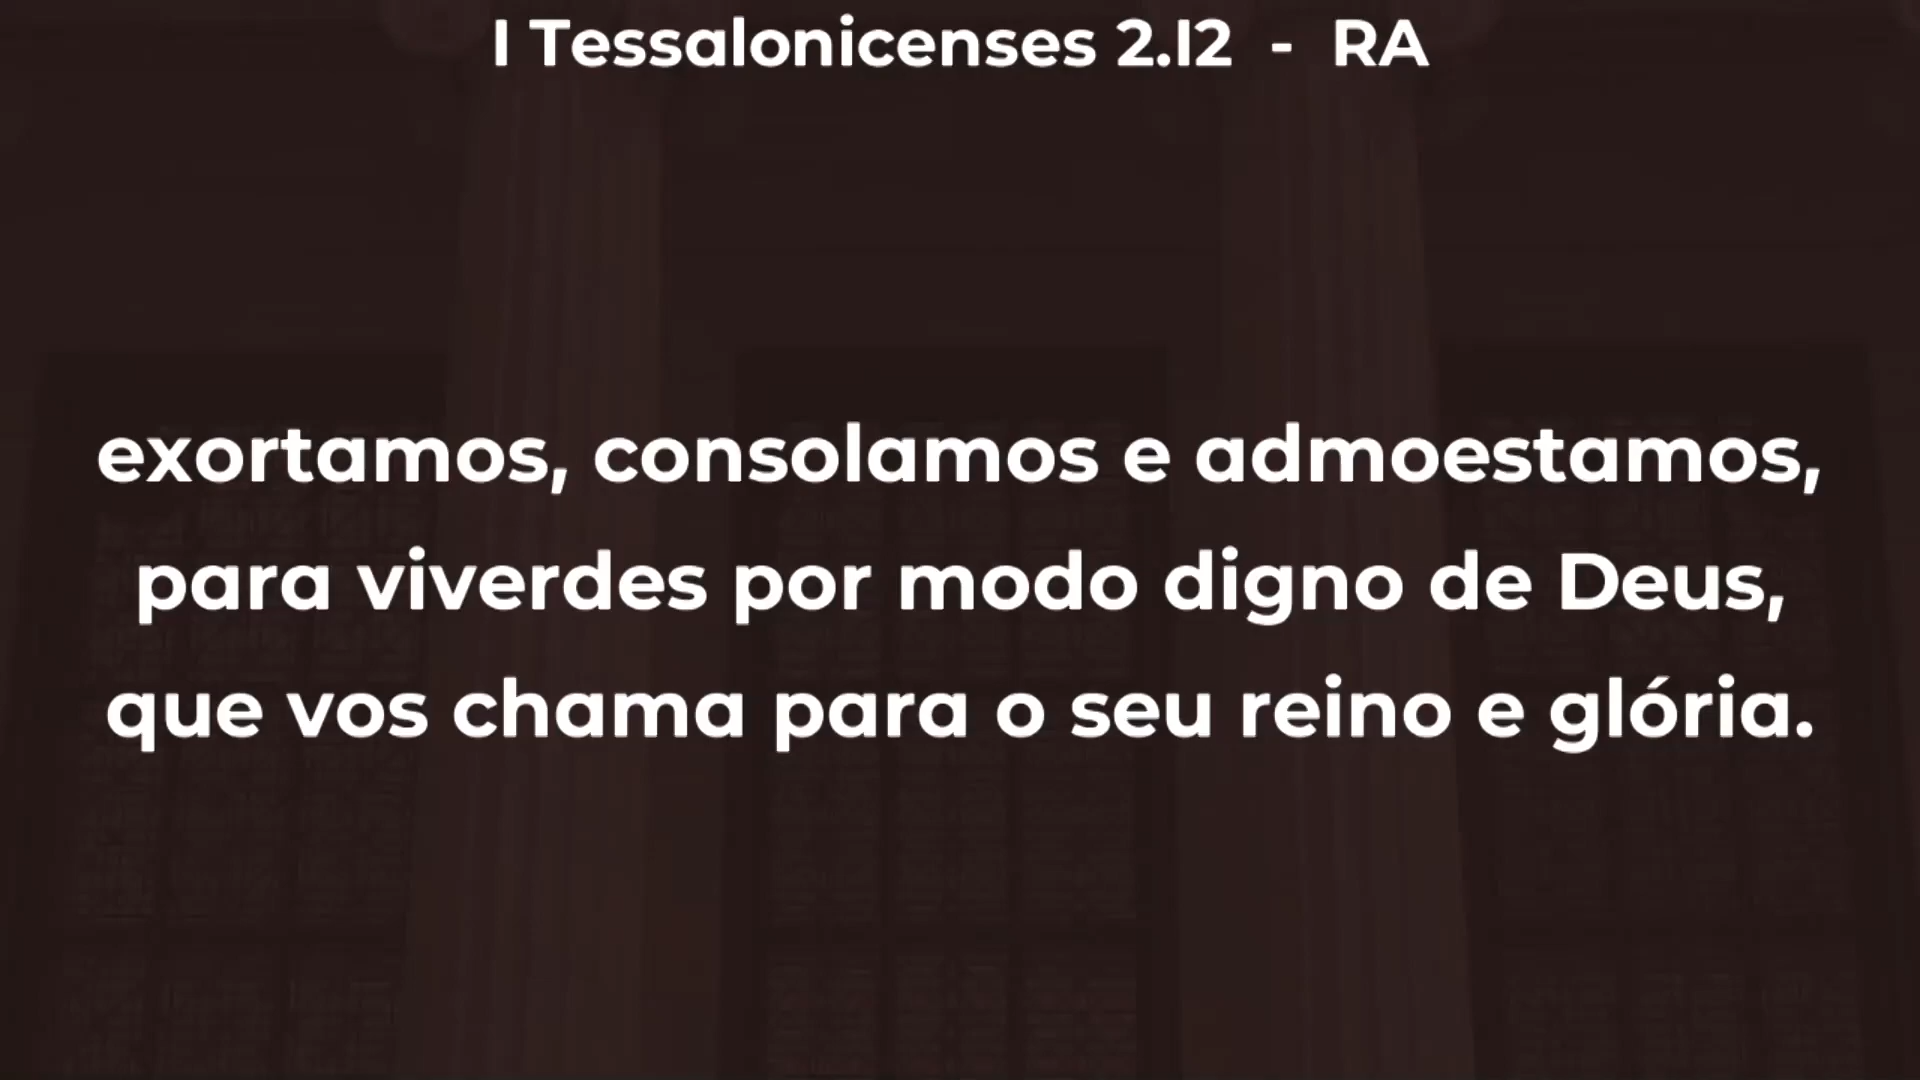 I Tessalonicenses 2.12 - RA
exortamos, consolamos e admoestamos,
para viverdes por modo digno de Deus,
que vos chama para o seu reino e glória.